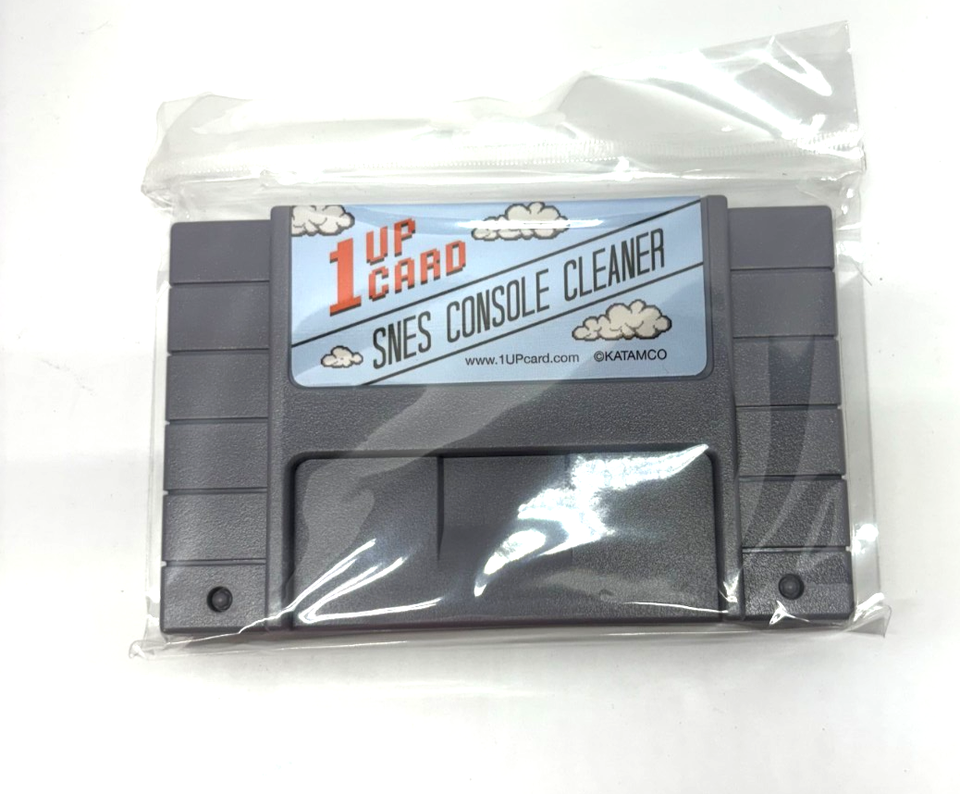 1UP
CARD
SNES CONSOLE CLEANER
www.1UPcard.com ©KATAMCO